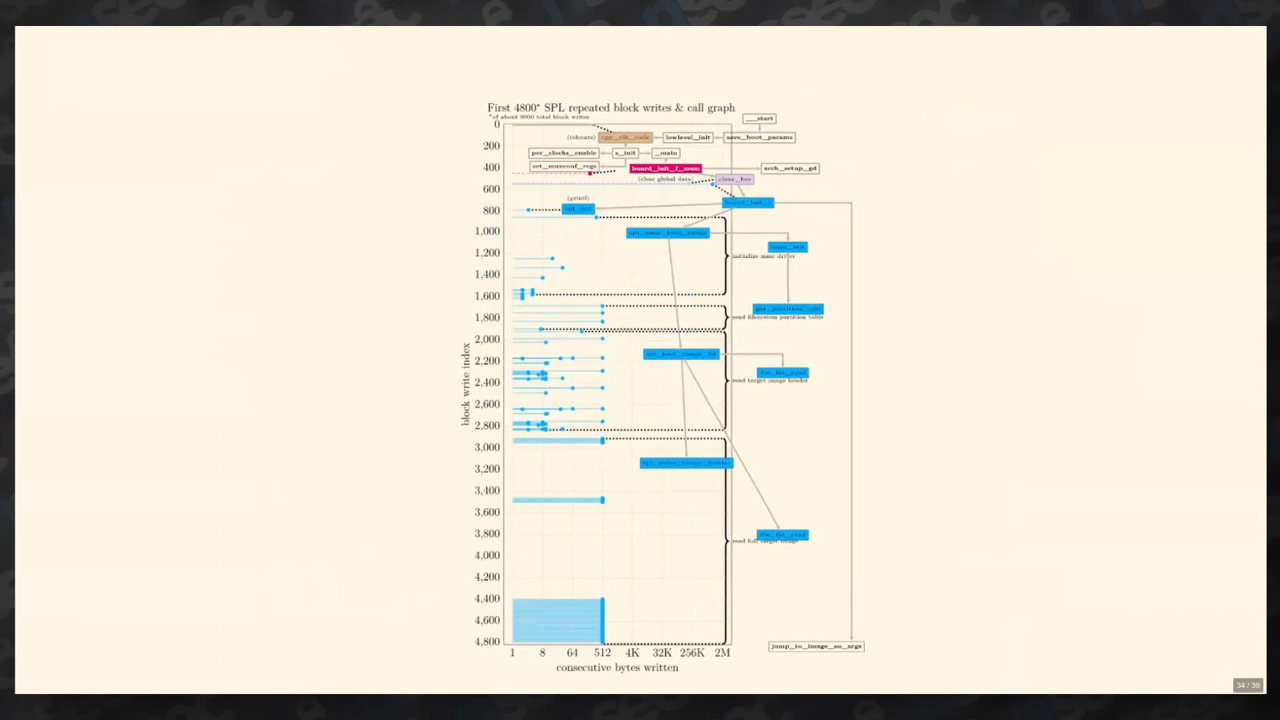 First 4800* SPL repeated block writes & call graph
*of about 9000 total block writes
__start
(relocate)
lowlevel_init
save_boot_params
per_clocks_enable
s_init
__main
set_muxconf_regs
board_init_f_mem
arch_setup_gd
(clear global data)
clear_bss
(printf)
initialize mmc driver
read filesystem partition table
read target image header
read full target image
jump_to_image_no_args
block write index
0
200
400
600
800
1,000
1,200
1,400
1,600
1,800
2,000
2,200
2,400
2,600
2,800
3,000
3,200
3,400
3,600
3,800
4,000
4,200
4,400
4,600
4,800
1 8 64 512 4K 32K 256K 2M
consecutive bytes written
34 / 39